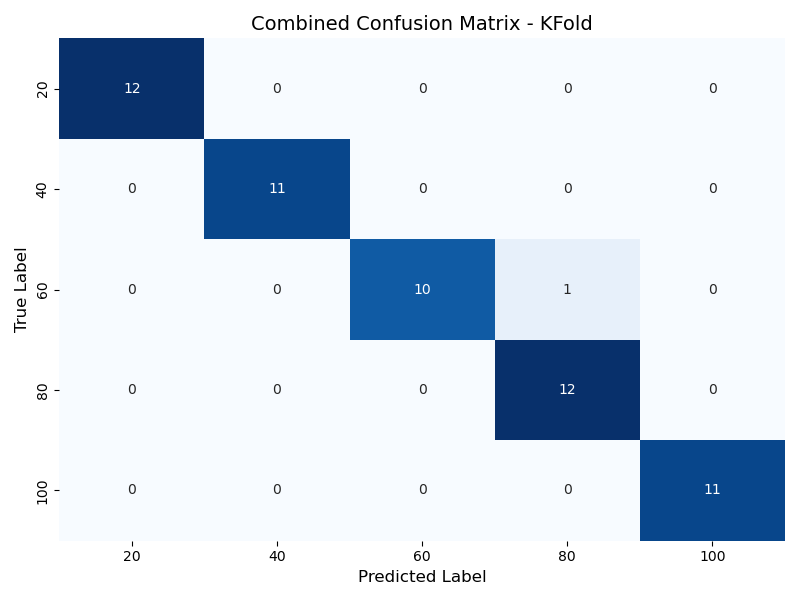 Combined Confusion Matrix - KFold
20 12 0 0 0 0
40 0 11 0 0 0
60 0 0 10 1 0
80 0 0 0 12 0
100 0 0 0 0 11
True Label
20 40 60 80 100
Predicted Label